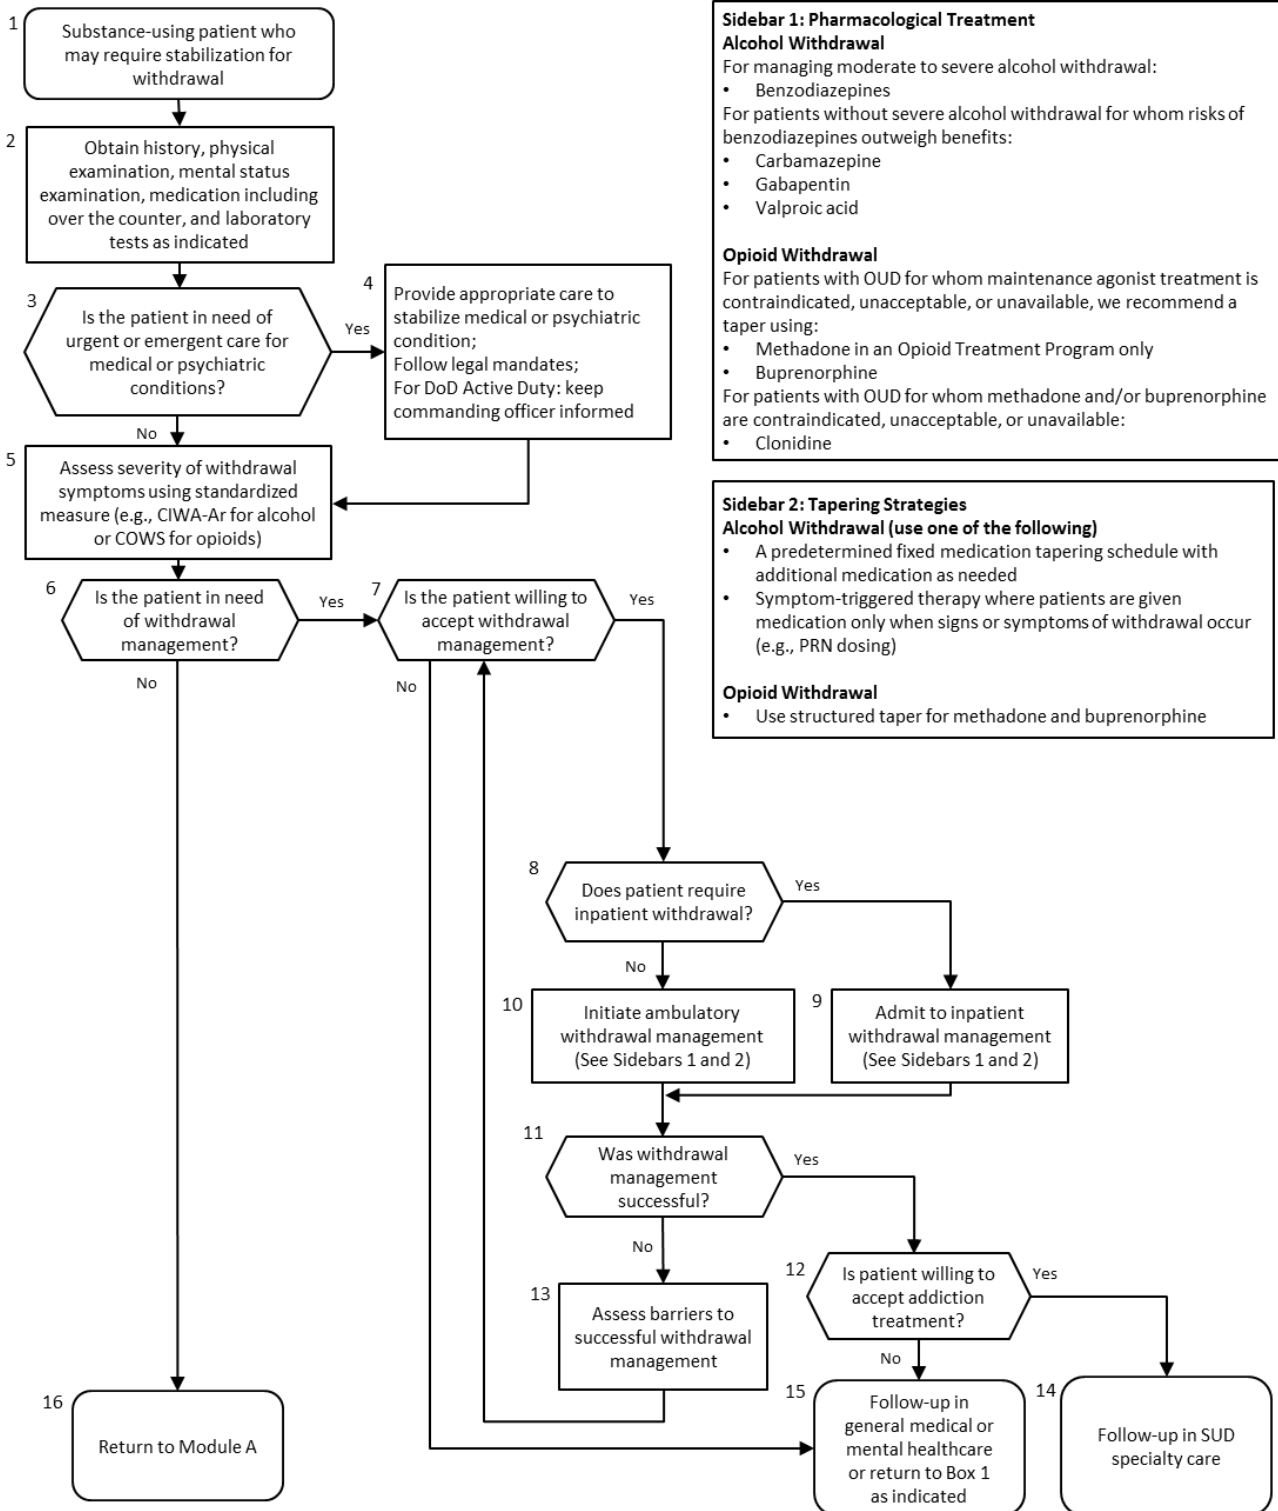 1
Substance-using patient who
may require stabilization for
withdrawal
2
Obtain history, physical
examination, mental status
examination, medication including
over the counter, and laboratory
tests as indicated
3
Is the patient in need of
urgent or emergent care for
medical or psychiatric
conditions?
Yes
No
4
Provide appropriate care to
stabilize medical or psychiatric
condition;
Follow legal mandates;
For DoD Active Duty: keep
commanding officer informed
5
Assess severity of withdrawal
symptoms using standardized
measure (e.g., CIWA-Ar for alcohol
or COWS for opioids)
6
Is the patient in need
of withdrawal
management?
Yes
No
7
Is the patient willing to
accept withdrawal
management?
Yes
No
Sidebar 1: Pharmacological Treatment
Alcohol Withdrawal
For managing moderate to severe alcohol withdrawal:
• Benzodiazepines
For patients without severe alcohol withdrawal for whom risks of
benzodiazepines outweigh benefits:
• Carbamazepine
• Gabapentin
• Valproic acid
Opioid Withdrawal
For patients with OUD for whom maintenance agonist treatment is
contraindicated, unacceptable, or unavailable, we recommend a
taper using:
• Methadone in an Opioid Treatment Program only
• Buprenorphine
For patients with OUD for whom methadone and/or buprenorphine
are contraindicated, unacceptable, or unavailable:
• Clonidine
Sidebar 2: Tapering Strategies
Alcohol Withdrawal (use one of the following)
• A predetermined fixed medication tapering schedule with
additional medication as needed
• Symptom-triggered therapy where patients are given
medication only when signs or symptoms of withdrawal occur
(e.g., PRN dosing)
Opioid Withdrawal
• Use structured taper for methadone and buprenorphine
8
Does patient require
inpatient withdrawal?
Yes
No
10
Initiate ambulatory
withdrawal management
(See Sidebars 1 and 2)
9
Admit to inpatient
withdrawal management
(See Sidebars 1 and 2)
11
Was withdrawal
management
successful?
Yes
No
12
Is patient willing to
accept addiction
treatment?
Yes
No
13
Assess barriers to
successful withdrawal
management
16
Return to Module A
15
Follow-up in
general medical or
mental healthcare
or return to Box 1
as indicated
14
Follow-up in SUD
specialty care